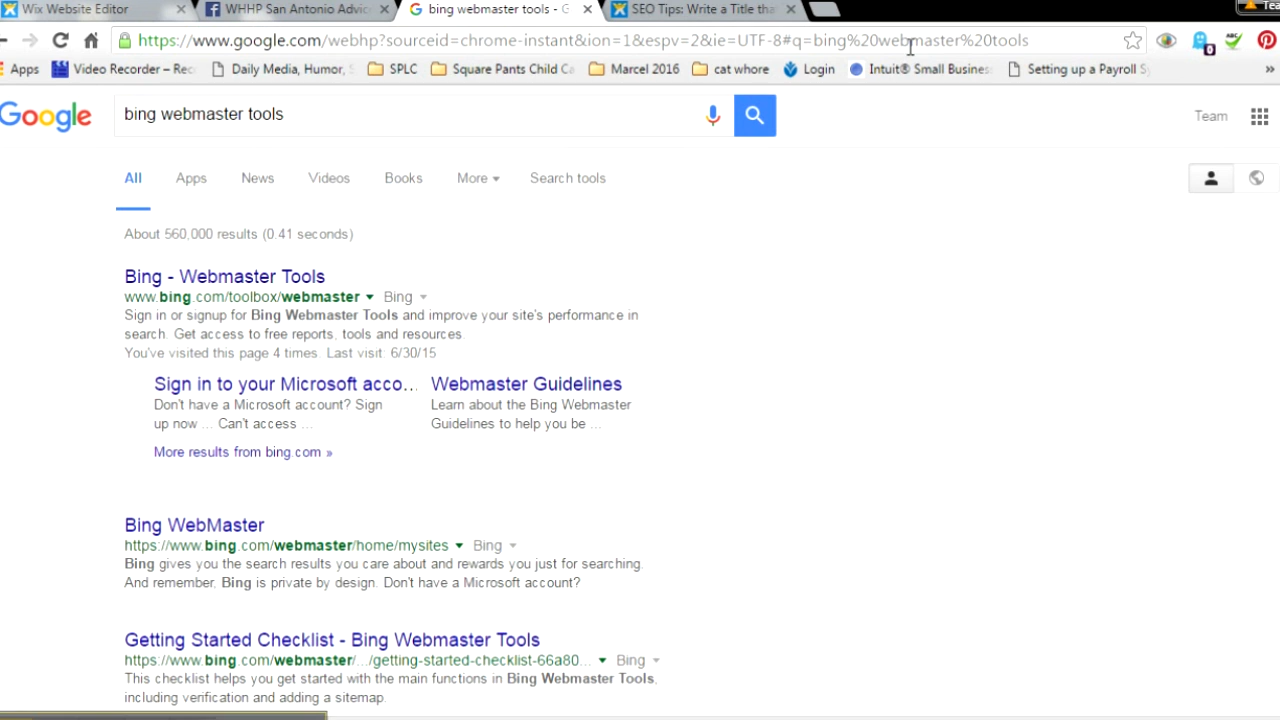 Wix Website Editor × WHHP San Antonio Advic × bing webmaster tools - G × SEO Tips: Write a Title tha × Tea
https://www.google.com/webhp?sourceid=chrome-instant&ion=1&espv=2&ie=UTF-8#q=bing%20webmaster%20tools ABC 0
Apps Video Recorder – Rec Daily Media, Humor, S SPLC Square Pants Child Ca Marcel 2016 cat whore Login Intuit® Small Business Setting up a Payroll Sy »
Google bing webmaster tools Team
All Apps News Videos Books More Search tools
About 560,000 results (0.41 seconds)
Bing - Webmaster Tools
www.bing.com/toolbox/webmaster Bing
Sign in or signup for Bing Webmaster Tools and improve your site's performance in
search. Get access to free reports, tools and resources.
You've visited this page 4 times. Last visit: 6/30/15
Sign in to your Microsoft acco... Webmaster Guidelines
Don't have a Microsoft account? Sign Learn about the Bing Webmaster
up now ... Can't access ... Guidelines to help you be ...
More results from bing.com »
Bing WebMaster
https://www.bing.com/webmaster/home/mysites Bing
Bing gives you the search results you care about and rewards you just for searching.
And remember, Bing is private by design. Don't have a Microsoft account?
Getting Started Checklist - Bing Webmaster Tools
https://www.bing.com/webmaster/.../getting-started-checklist-66a80... Bing
This checklist helps you get started with the main functions in Bing Webmaster Tools,
including verification and adding a sitemap.